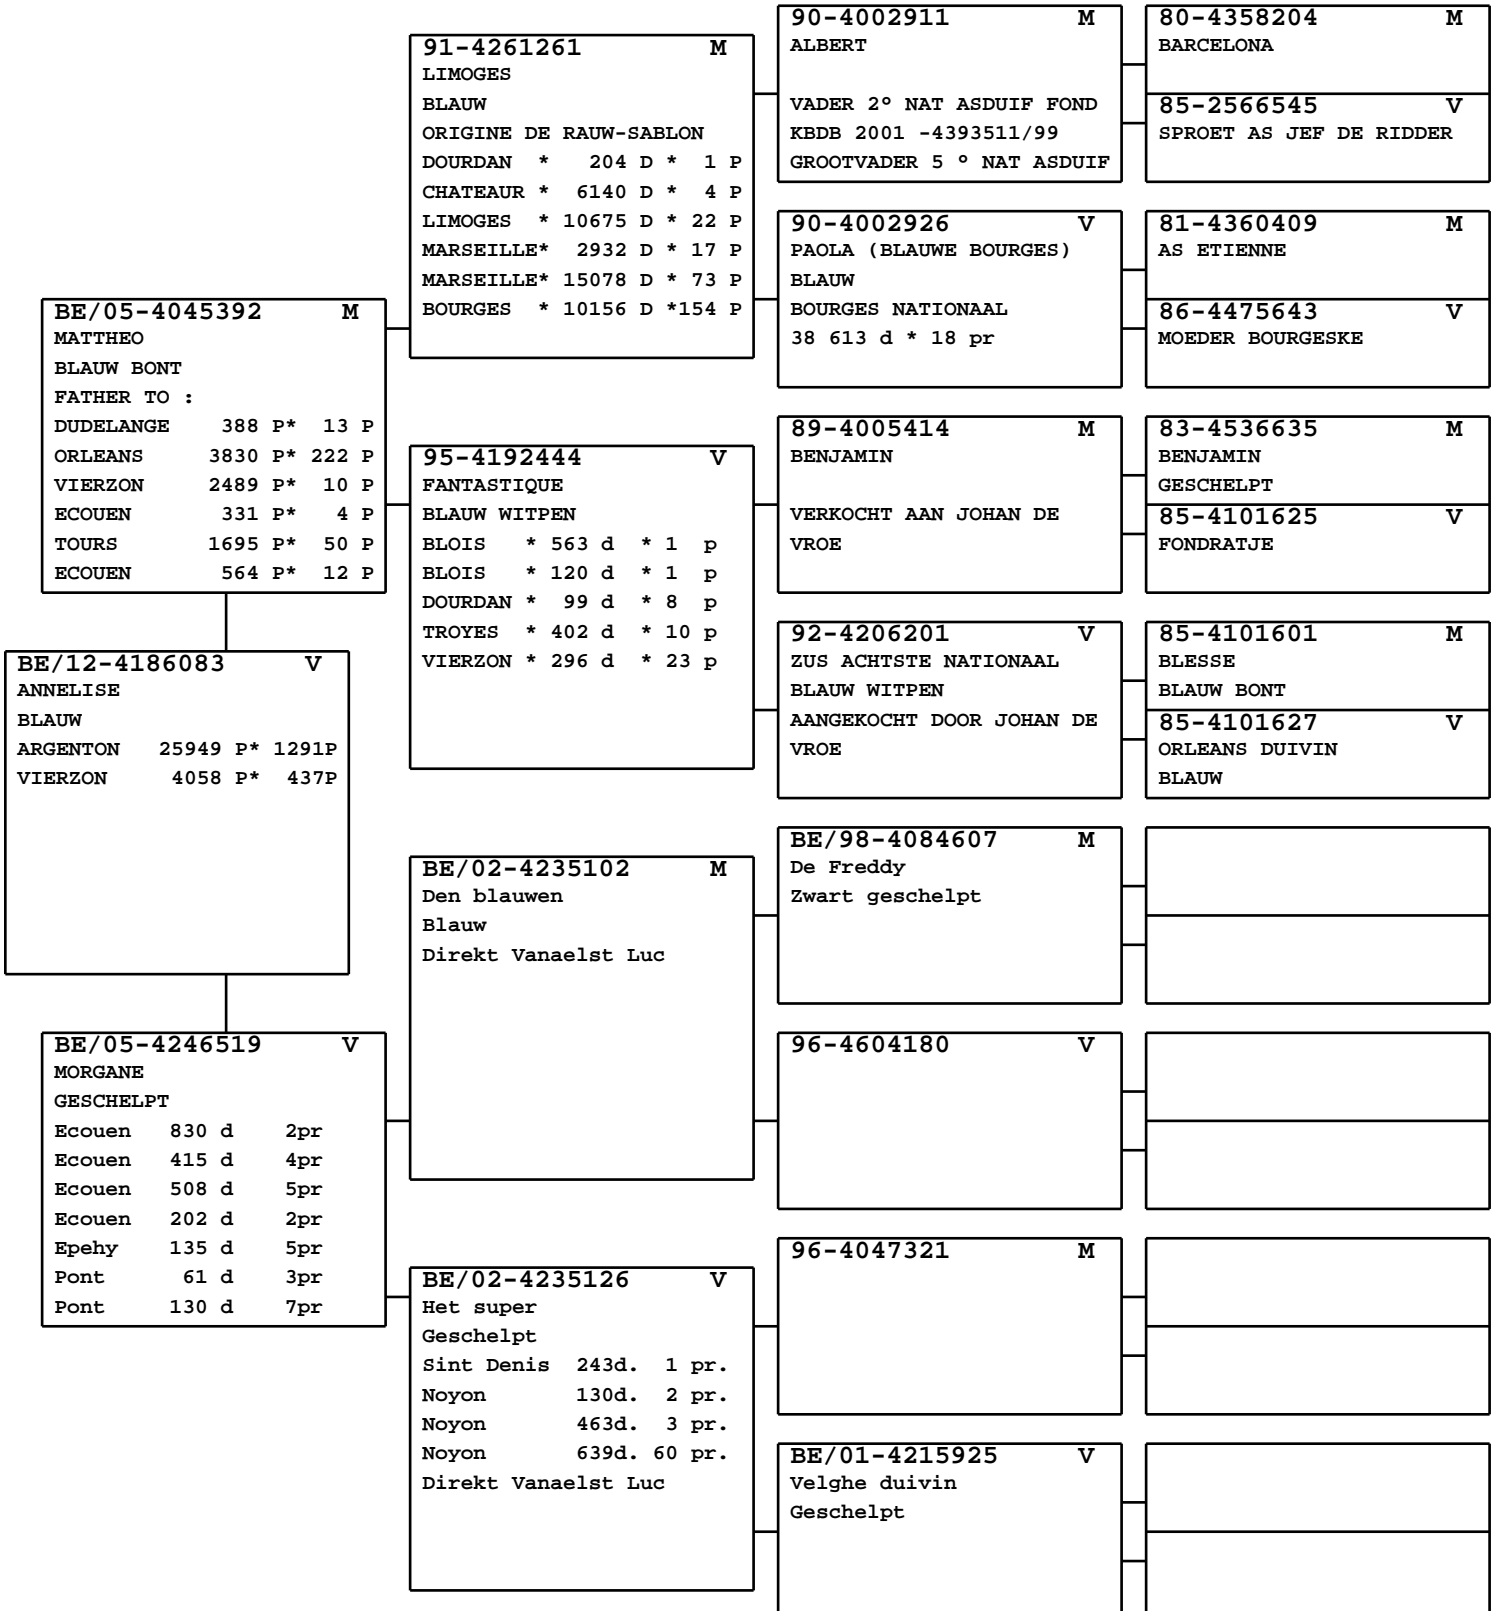 BE/12-4186083 V
ANNELISE
BLAUW
ARGENTON 25949 P* 1291P
VIERZON 4058 P* 437P
BE/05-4045392 M
MATTHEO
BLAUW BONT
FATHER TO :
DUDELANGE 388 P* 13 P
ORLEANS 3830 P* 222 P
VIERZON 2489 P* 10 P
ECOUEN 331 P* 4 P
TOURS 1695 P* 50 P
ECOUEN 564 P* 12 P
BE/05-4246519 V
MORGANE
GESCHELPT
Ecouen 830 d 2pr
Ecouen 415 d 4pr
Ecouen 508 d 5pr
Ecouen 202 d 2pr
Epehy 135 d 5pr
Pont 61 d 3pr
Pont 130 d 7pr
91-4261261 M
LIMOGES
BLAUW
ORIGINE DE RAUW-SABLON
DOURDAN * 204 D * 1 P
CHATEAUR * 6140 D * 4 P
LIMOGES * 10675 D * 22 P
MARSEILLE* 2932 D * 17 P
MARSEILLE* 15078 D * 73 P
BOURGES * 10156 D *154 P
95-4192444 V
FANTASTIQUE
BLAUW WITPEN
BLOIS * 563 d * 1 p
BLOIS * 120 d * 1 p
DOURDAN * 99 d * 8 p
TROYES * 402 d * 10 p
VIERZON * 296 d * 23 p
BE/02-4235102 M
Den blauwen
Blauw
Direkt Vanaelst Luc
BE/02-4235126 V
Het super
Geschelpt
Sint Denis 243d. 1 pr.
Noyon 130d. 2 pr.
Noyon 463d. 3 pr.
Noyon 639d. 60 pr.
Direkt Vanaelst Luc
90-4002911 M
ALBERT
VADER 2º NAT ASDUIF FOND
KBDB 2001 -4393511/99
GROOTVADER 5 º NAT ASDUIF
90-4002926 V
PAOLA (BLAUWE BOURGES)
BLAUW
BOURGES NATIONAAL
38 613 d * 18 pr
89-4005414 M
BENJAMIN
VERKOCHT AAN JOHAN DE
VROE
92-4206201 V
ZUS ACHTSTE NATIONAAL
BLAUW WITPEN
AANGEKOCHT DOOR JOHAN DE
VROE
BE/98-4084607 M
De Freddy
Zwart geschelpt
96-4604180 V
96-4047321 M
BE/01-4215925 V
Velghe duivin
Geschelpt
80-4358204 M
BARCELONA
85-2566545 V
SPROET AS JEF DE RIDDER
81-4360409 M
AS ETIENNE
86-4475643 V
MOEDER BOURGESKE
83-4536635 M
BENJAMIN
GESCHELPT
85-4101625 V
FONDRATJE
85-4101601 M
BLESSE
BLAUW BONT
85-4101627 V
ORLEANS DUIVIN
BLAUW